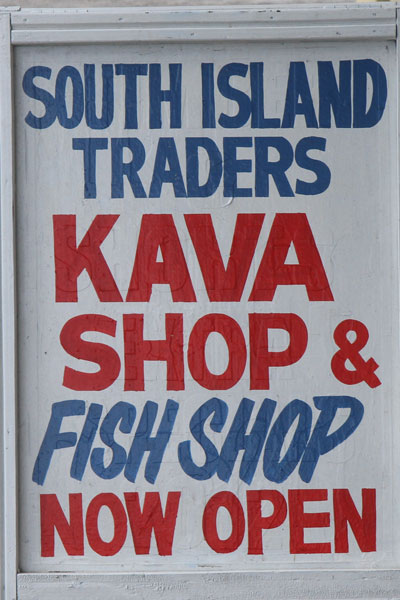 SOUTH ISLAND
TRADERS
KAVA
SHOP &
FISH SHOP
NOW OPEN